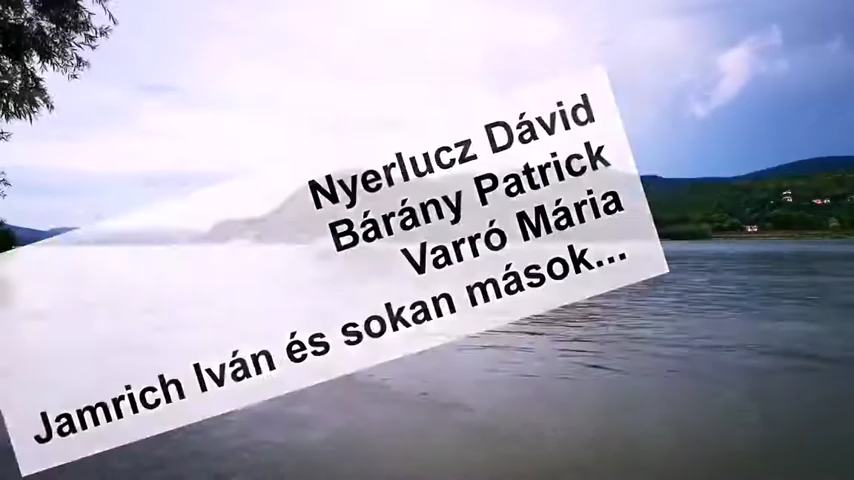 Nyerlucz Dávid
Bárány Patrick
Varró Mária
Jamrich Iván és sokan mások...